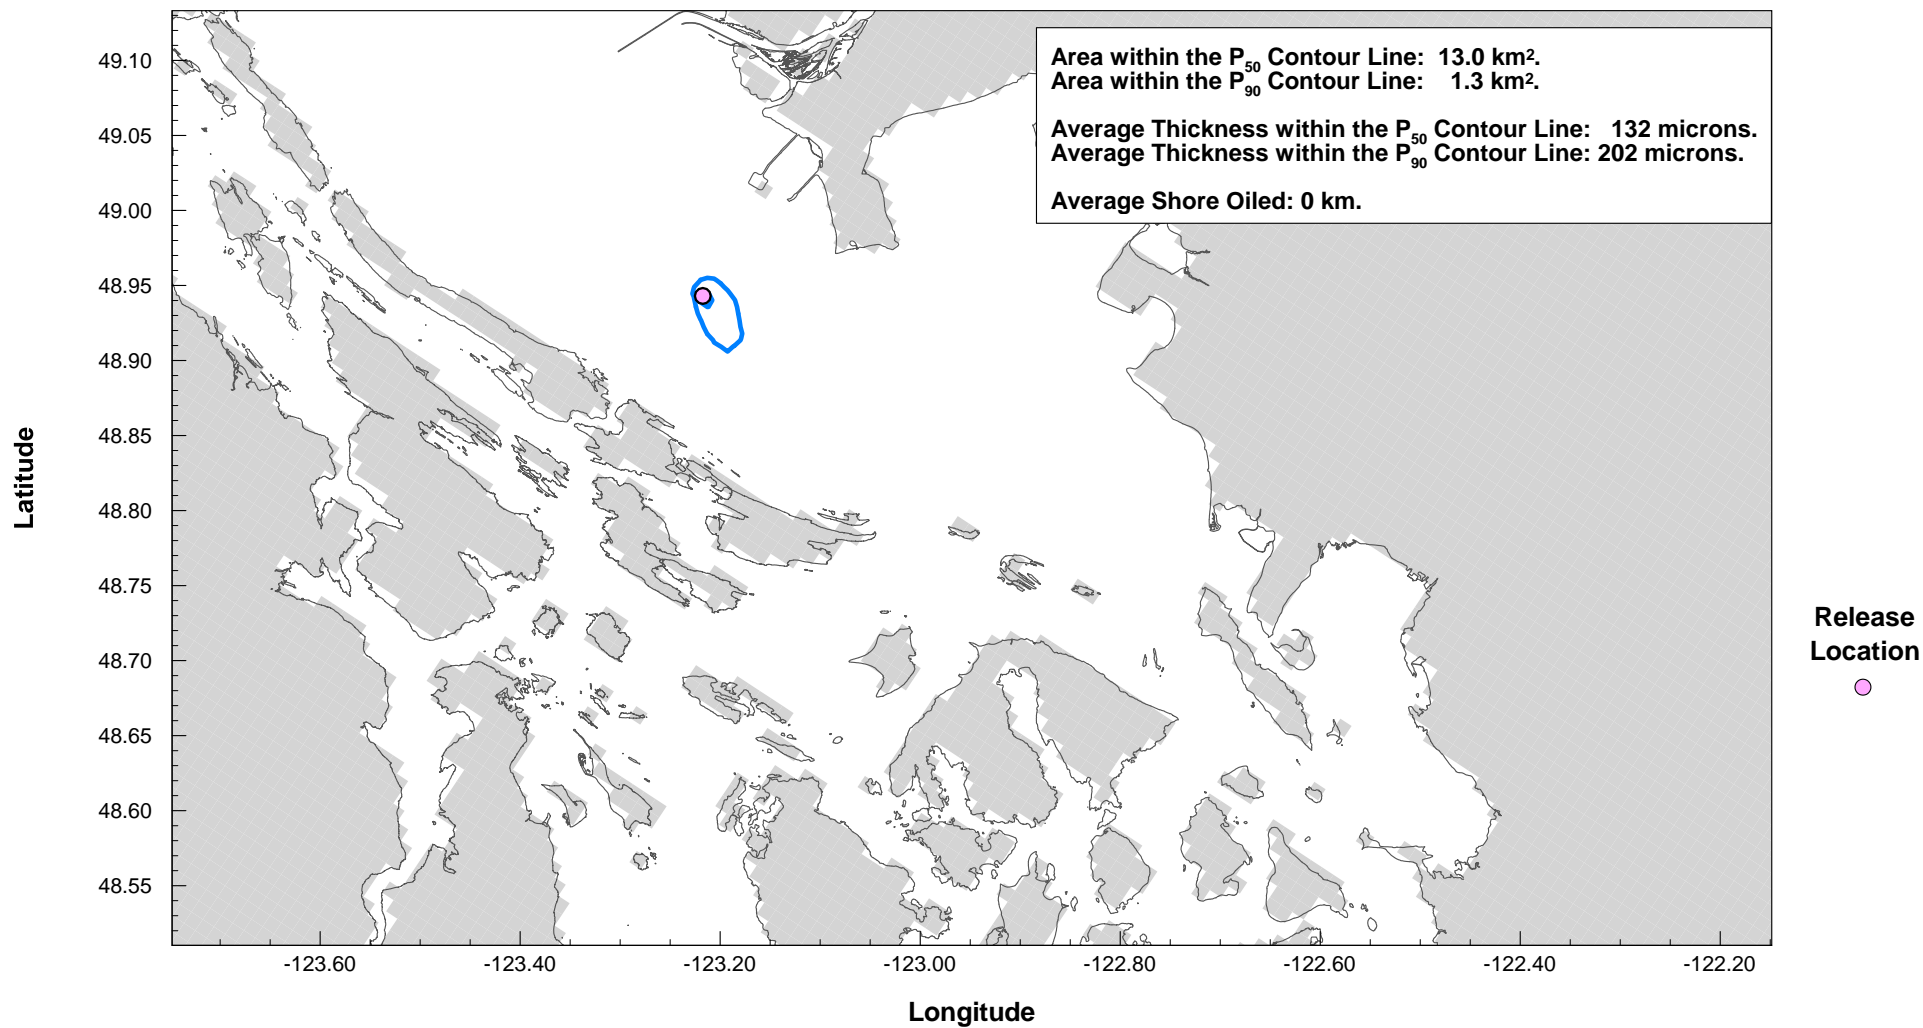 Area within the P50 Contour Line: 13.0 km².
Area within the P90 Contour Line: 1.3 km².
Average Thickness within the P50 Contour Line: 132 microns.
Average Thickness within the P90 Contour Line: 202 microns.
Average Shore Oiled: 0 km.
49.10
49.05
49.00
48.95
48.90
48.85
48.80
48.75
48.70
48.65
48.60
48.55
Latitude
-123.60
-123.40
-123.20
-123.00
-122.80
-122.60
-122.40
-122.20
Longitude
Release
Location